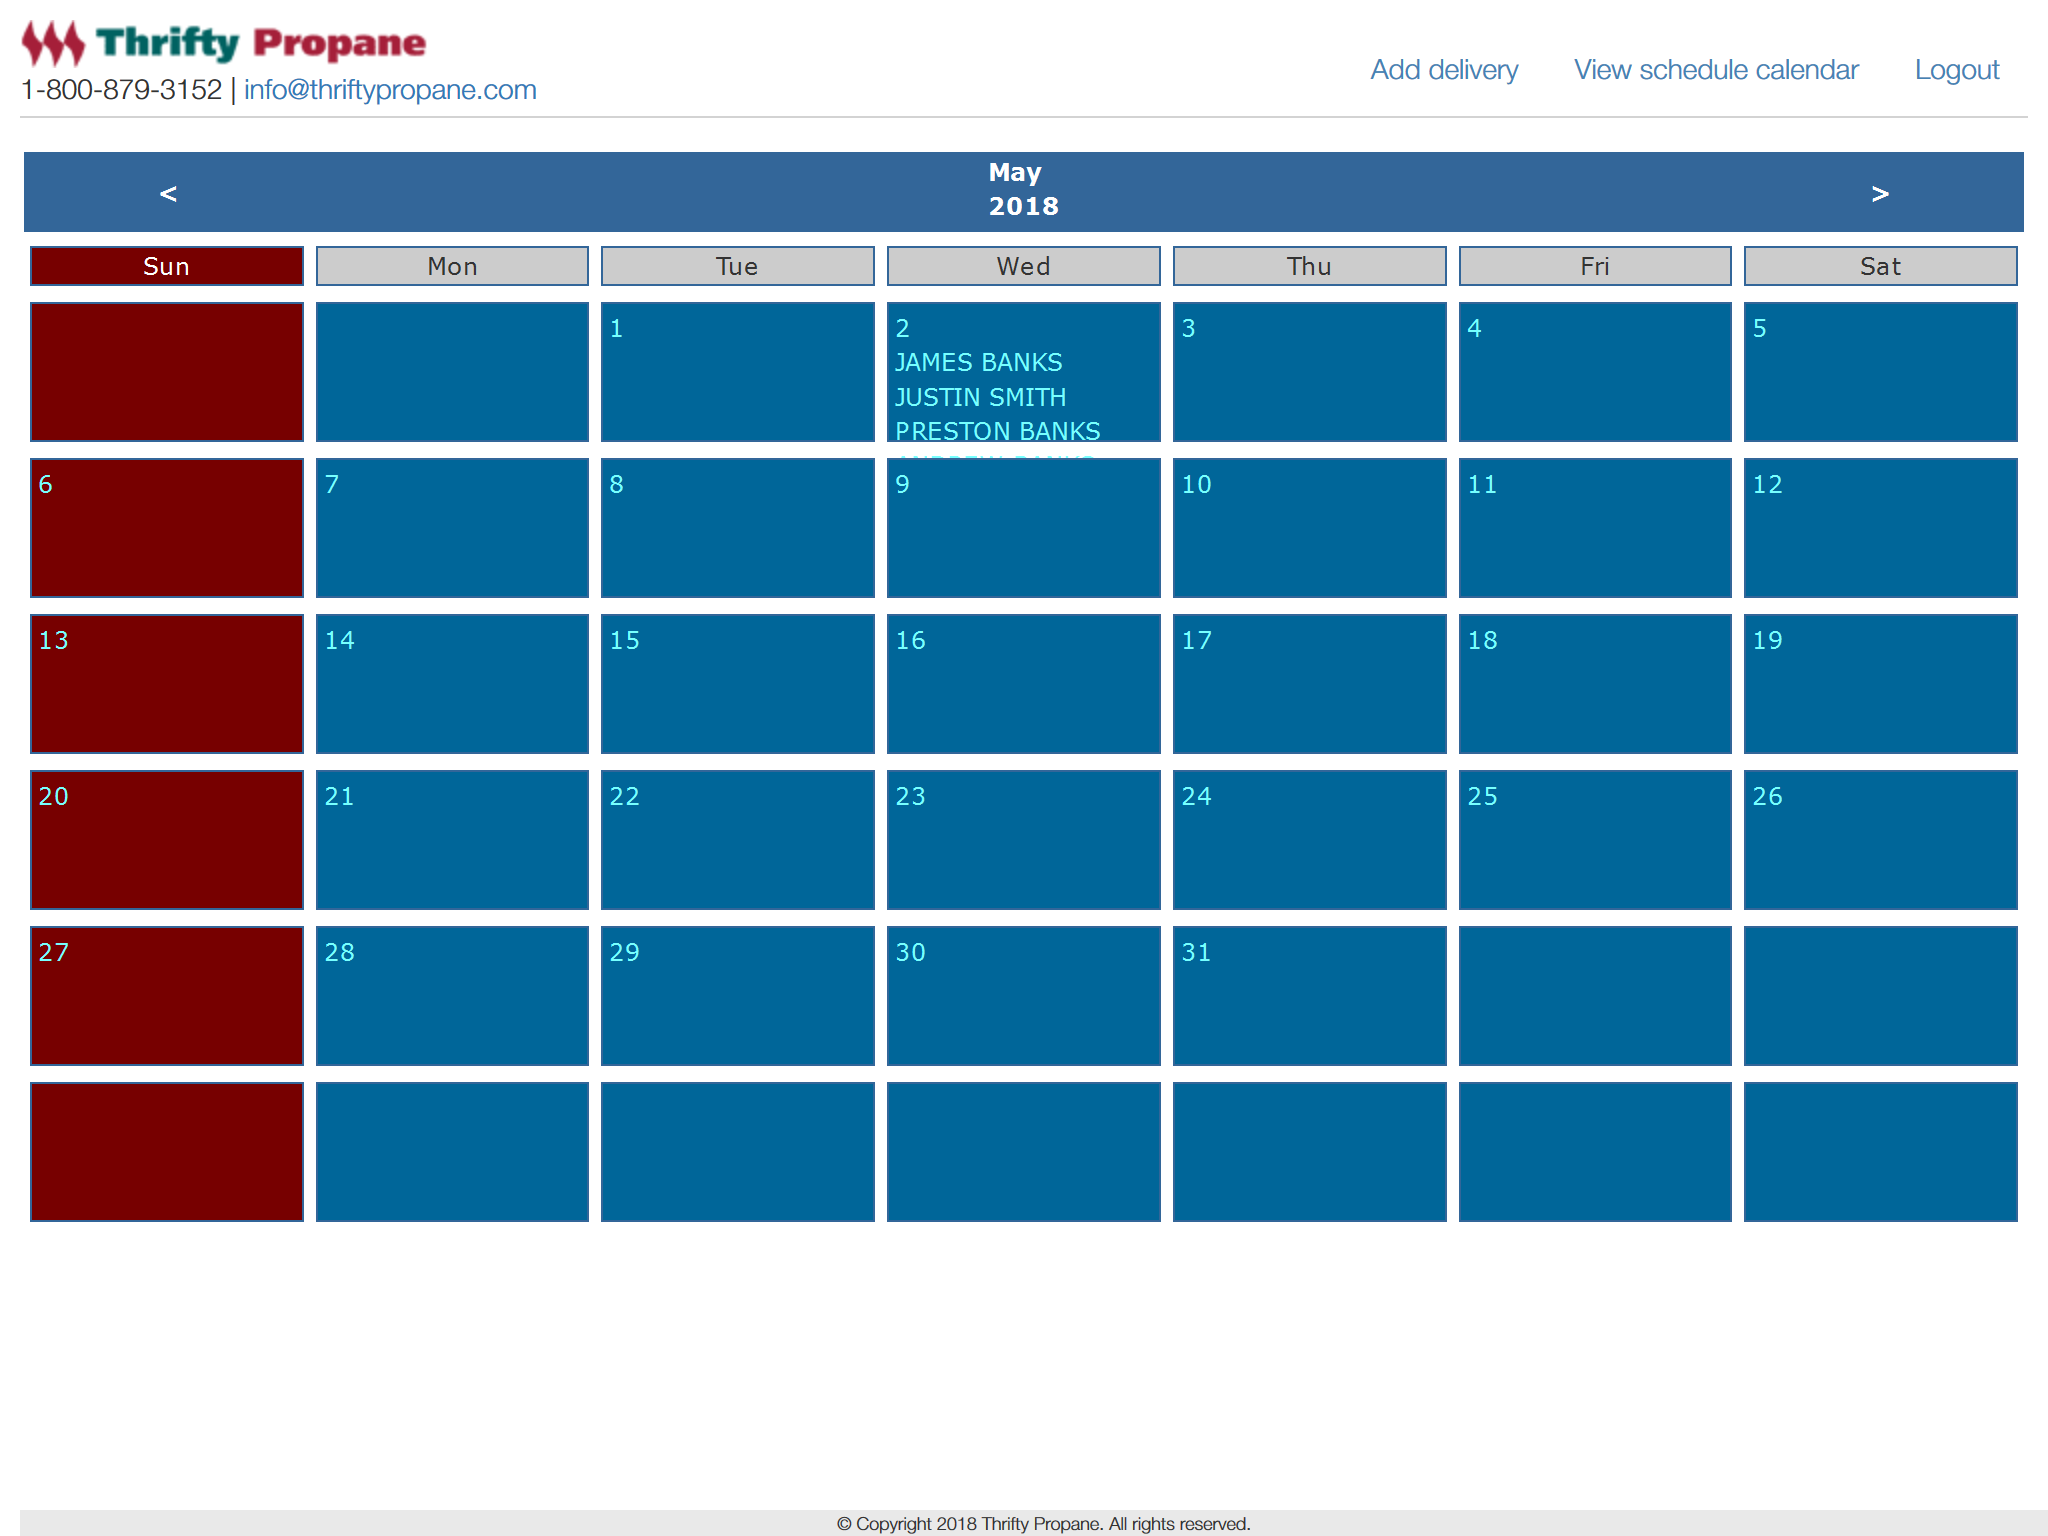 Thrifty Propane
1-800-879-3152 | info@thriftypropane.com
Add delivery View schedule calendar Logout
< May 2018 >
Sun Mon Tue Wed Thu Fri Sat
1 2 3 4 5
JAMES BANKS
JUSTIN SMITH
PRESTON BANKS
6 7 8 9 10 11 12
13 14 15 16 17 18 19
20 21 22 23 24 25 26
27 28 29 30 31
© Copyright 2018 Thrifty Propane. All rights reserved.